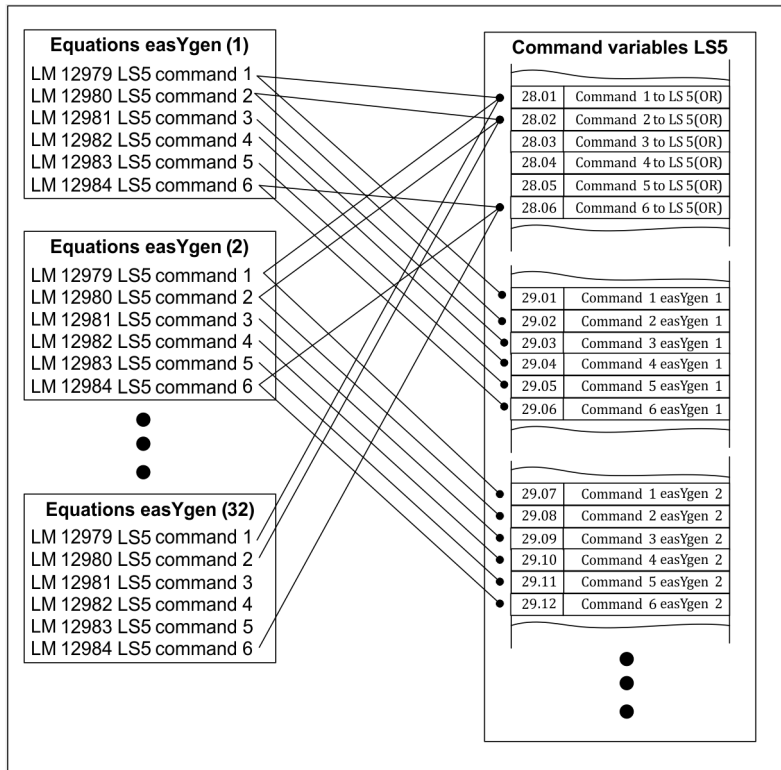 Equations easYgen (1)
LM 12979 LS5 command 1
LM 12980 LS5 command 2
LM 12981 LS5 command 3
LM 12982 LS5 command 4
LM 12983 LS5 command 5
LM 12984 LS5 command 6
Equations easYgen (2)
LM 12979 LS5 command 1
LM 12980 LS5 command 2
LM 12981 LS5 command 3
LM 12982 LS5 command 4
LM 12983 LS5 command 5
LM 12984 LS5 command 6
Equations easYgen (32)
LM 12979 LS5 command 1
LM 12980 LS5 command 2
LM 12981 LS5 command 3
LM 12982 LS5 command 4
LM 12983 LS5 command 5
LM 12984 LS5 command 6
Command variables LS5
28.01 Command 1 to LS 5(OR)
28.02 Command 2 to LS 5(OR)
28.03 Command 3 to LS 5(OR)
28.04 Command 4 to LS 5(OR)
28.05 Command 5 to LS 5(OR)
28.06 Command 6 to LS 5(OR)
29.01 Command 1 easYgen 1
29.02 Command 2 easYgen 1
29.03 Command 3 easYgen 1
29.04 Command 4 easYgen 1
29.05 Command 5 easYgen 1
29.06 Command 6 easYgen 1
29.07 Command 1 easYgen 2
29.08 Command 2 easYgen 2
29.09 Command 3 easYgen 2
29.10 Command 4 easYgen 2
29.11 Command 5 easYgen 2
29.12 Command 6 easYgen 2